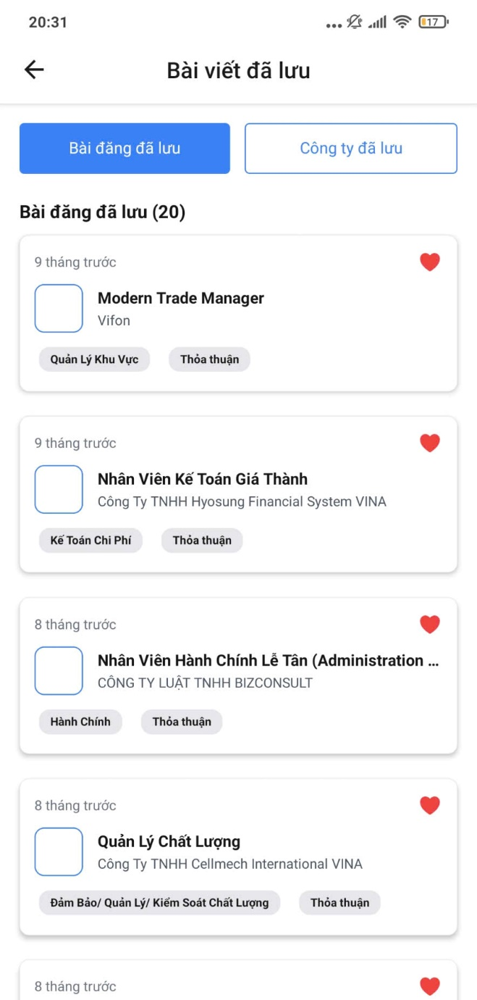 20:31
17
Bài viết đã lưu
Bài đăng đã lưu
Công ty đã lưu
Bài đăng đã lưu (20)
9 tháng trước
Modern Trade Manager
Vifon
Quản Lý Khu Vực
Thỏa thuận
9 tháng trước
Nhân Viên Kế Toán Giá Thành
Công Ty TNHH Hyosung Financial System VINA
Kế Toán Chi Phí
Thỏa thuận
8 tháng trước
Nhân Viên Hành Chính Lễ Tân (Administration ...
CÔNG TY LUẬT TNHH BIZCONSULT
Hành Chính
Thỏa thuận
8 tháng trước
Quản Lý Chất Lượng
Công Ty TNHH Cellmech International VINA
Đảm Bảo/ Quản Lý/ Kiểm Soát Chất Lượng
Thỏa thuận
8 tháng trước